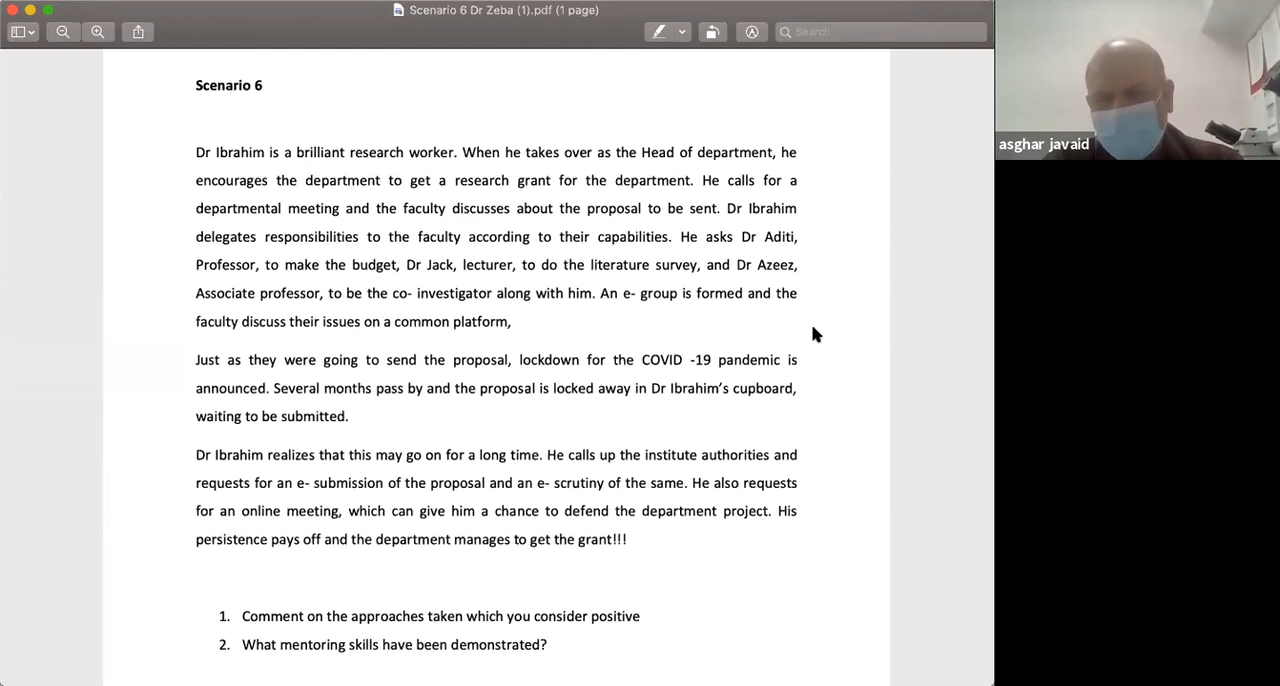 Scenario 6 Dr Zeba (1).pdf (1 page)
Search
Scenario 6
Dr Ibrahim is a brilliant research worker. When he takes over as the Head of department, he
encourages the department to get a research grant for the department. He calls for a
departmental meeting and the faculty discusses about the proposal to be sent. Dr Ibrahim
delegates responsibilities to the faculty according to their capabilities. He asks Dr Aditi,
Professor, to make the budget, Dr Jack, lecturer, to do the literature survey, and Dr Azeez,
Associate professor, to be the co- investigator along with him. An e- group is formed and the
faculty discuss their issues on a common platform,
Just as they were going to send the proposal, lockdown for the COVID -19 pandemic is
announced. Several months pass by and the proposal is locked away in Dr Ibrahim’s cupboard,
waiting to be submitted.
Dr Ibrahim realizes that this may go on for a long time. He calls up the institute authorities and
requests for an e- submission of the proposal and an e- scrutiny of the same. He also requests
for an online meeting, which can give him a chance to defend the department project. His
persistence pays off and the department manages to get the grant!!!
1. Comment on the approaches taken which you consider positive
2. What mentoring skills have been demonstrated?
asghar javaid